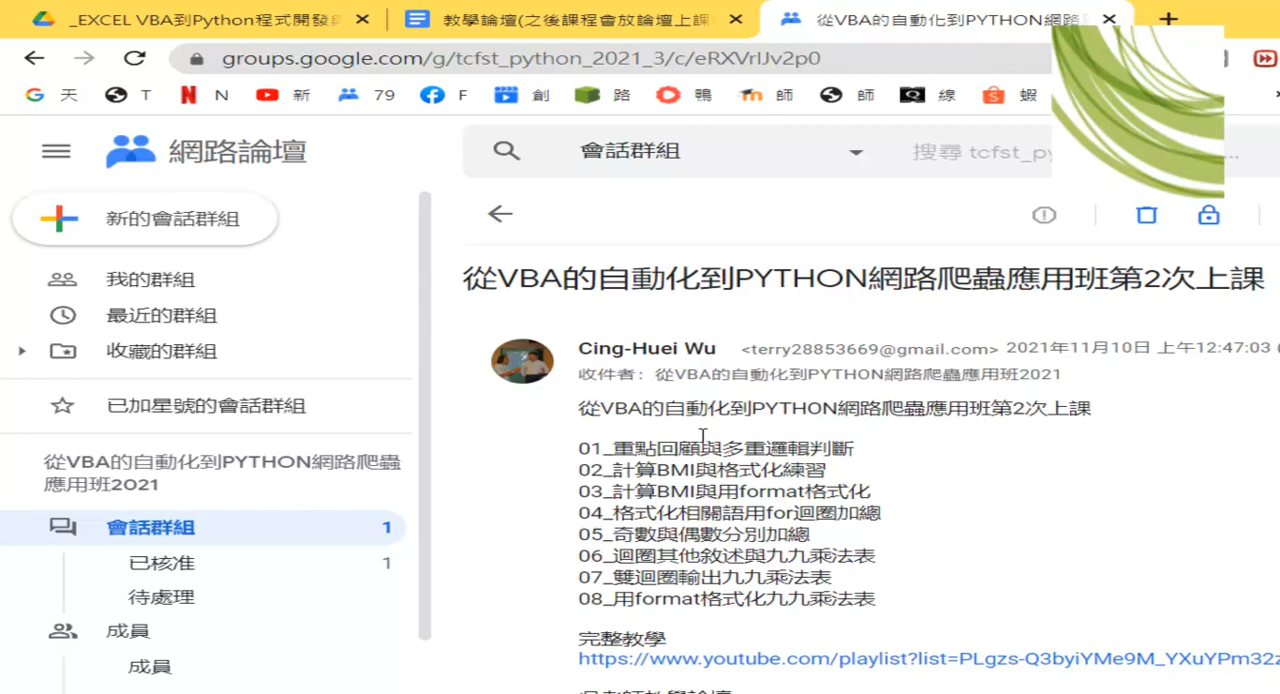 _EXCEL VBA到Python程式開發
教學論壇(之後課程會放論壇上課
從VBA的自動化到PYTHON網路
groups.google.com/g/tcfst_python_2021_3/c/eRXVrlJv2p0
天 T N 新 79 F 創 路 鴨 師 師 線 蝦
網路論壇
會話群組
搜尋 tcfst_py
...
新的會話群組
我的群組
最近的群組
收藏的群組
已加星號的會話群組
從VBA的自動化到PYTHON網路爬蟲
應用班2021
會話群組 1
已核准 1
待處理
成員
成員
從VBA的自動化到PYTHON網路爬蟲應用班第2次上課
Cing-Huei Wu <terry28853669@gmail.com> 2021年11月10日 上午12:47:03
收件者: 從VBA的自動化到PYTHON網路爬蟲應用班2021
從VBA的自動化到PYTHON網路爬蟲應用班第2次上課
01_重點回顧與多重邏輯判斷
02_計算BMI與格式化練習
03_計算BMI與用format格式化
04_格式化相關語用for迴圈加總
05_奇數與偶數分別加總
06_迴圈其他敘述與九九乘法表
07_雙迴圈輸出九九乘法表
08_用format格式化九九乘法表
完整教學
https://www.youtube.com/playlist?list=PLgzs-Q3byiYMe9M_YXuYPm32z